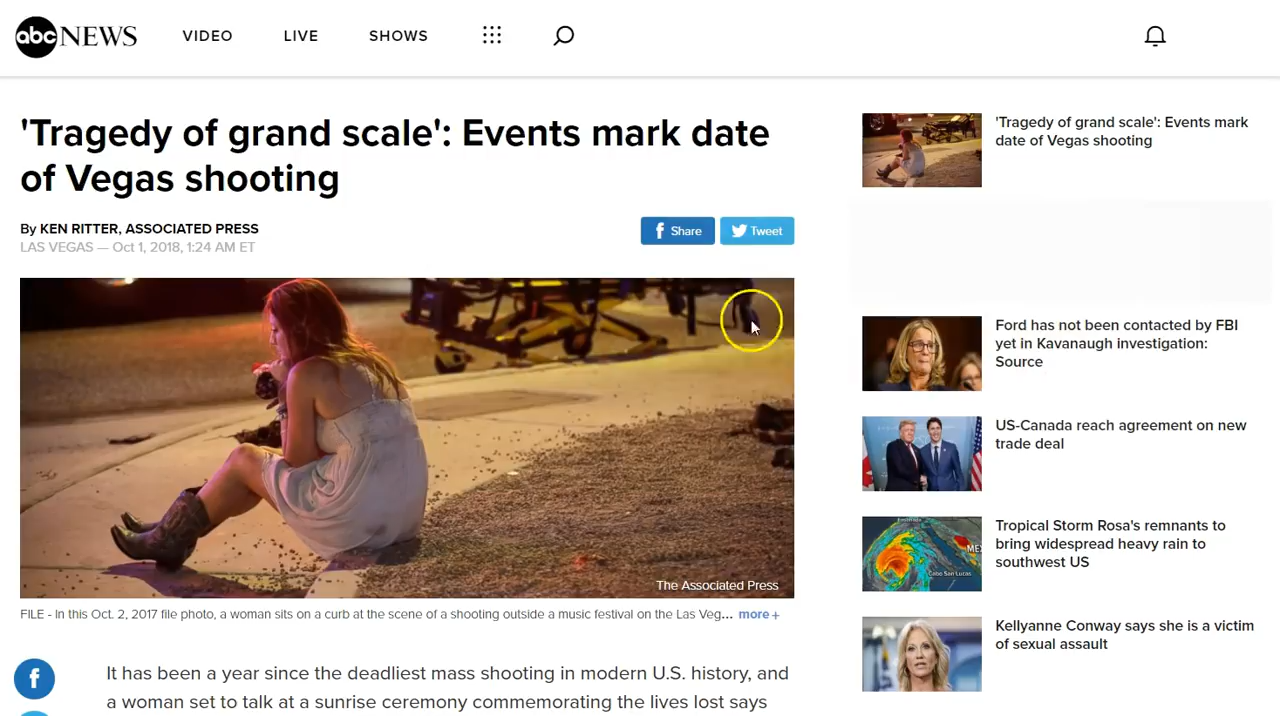 abc NEWS
VIDEO
LIVE
SHOWS
'Tragedy of grand scale': Events mark date
of Vegas shooting
By KEN RITTER, ASSOCIATED PRESS
LAS VEGAS — Oct 1, 2018, 1:24 AM ET
f Share
Tweet
The Associated Press
FILE - In this Oct. 2, 2017 file photo, a woman sits on a curb at the scene of a shooting outside a music festival on the Las Veg... more +
f
It has been a year since the deadliest mass shooting in modern U.S. history, and
a woman set to talk at a sunrise ceremony commemorating the lives lost says
'Tragedy of grand scale': Events mark
date of Vegas shooting
Ford has not been contacted by FBI
yet in Kavanaugh investigation:
Source
US-Canada reach agreement on new
trade deal
Cabo San Lucas
Tropical Storm Rosa's remnants to
bring widespread heavy rain to
southwest US
Kellyanne Conway says she is a victim
of sexual assault